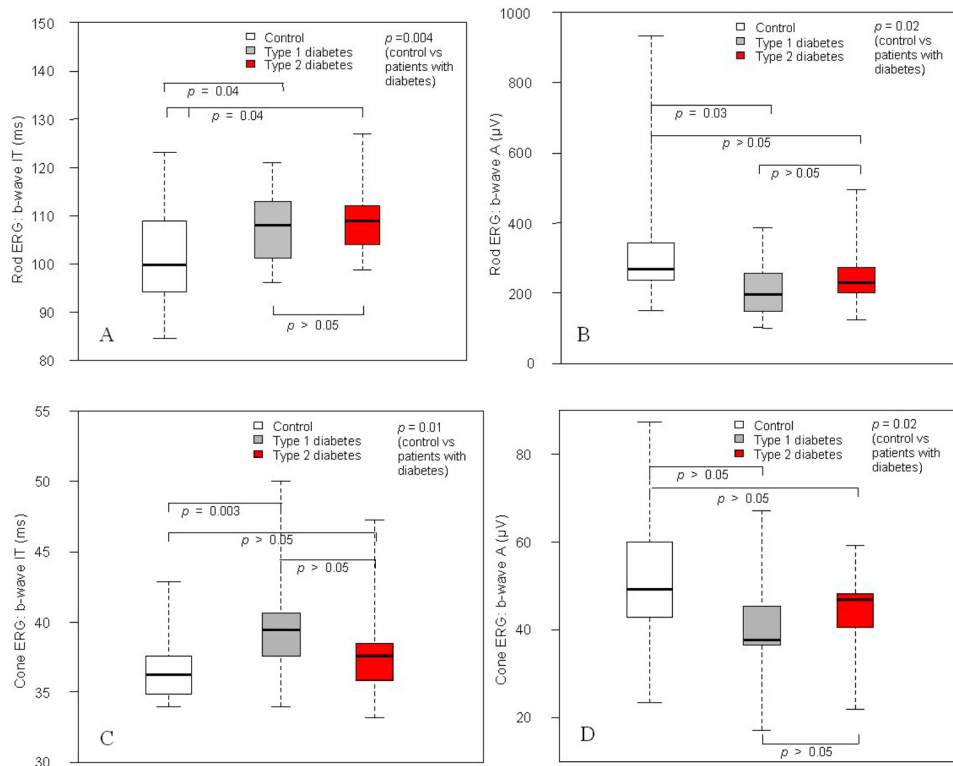 150
140
130
120
110
100
90
80
Rod ERG: b-wave IT (ms)
Control
Type 1 diabetes
Type 2 diabetes
p =0.004
(control vs
patients with
diabetes)
p = 0.04
p = 0.04
p > 0.05
A
1000
800
600
400
200
0
Rod ERG: b-wave A (µV)
Control
Type 1 diabetes
Type 2 diabetes
p = 0.02
(control vs
patients with
diabetes)
p = 0.03
p > 0.05
p > 0.05
B
55
50
45
40
35
30
Cone ERG: b-wave IT (ms)
Control
Type 1 diabetes
Type 2 diabetes
p = 0.01
(control vs
patients with
diabetes)
p = 0.003
p > 0.05
p > 0.05
C
80
60
40
20
Cone ERG: b-wave A (µV)
Control
Type 1 diabetes
Type 2 diabetes
p = 0.02
(control vs
patients with
diabetes)
p > 0.05
p > 0.05
p > 0.05
D